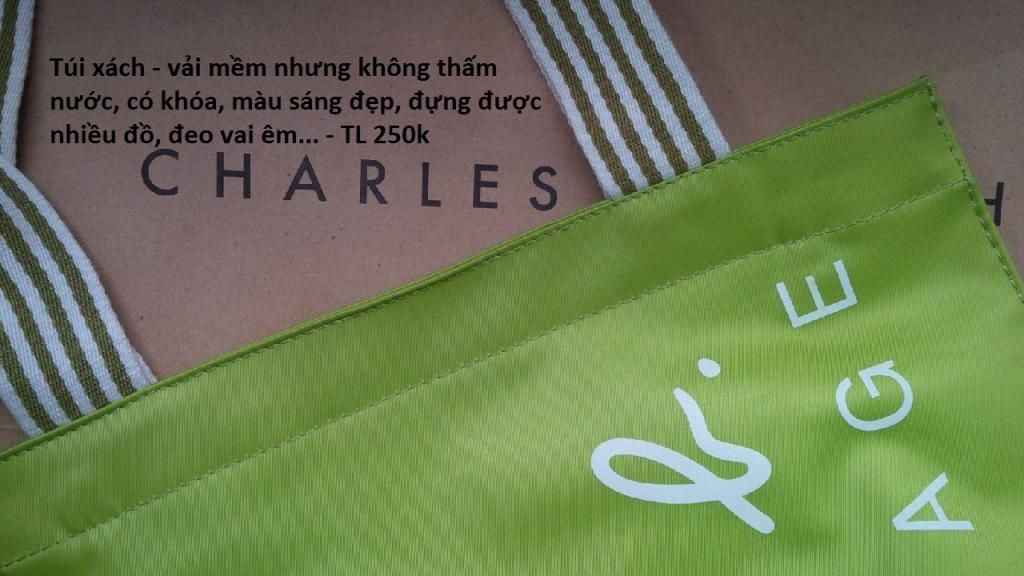 Túi xách - vải mềm nhưng không thấm
nước, có khóa, màu sáng đẹp, đựng được
nhiều đồ, đeo vai êm... - TL 250k
CHARLES
H
AGE